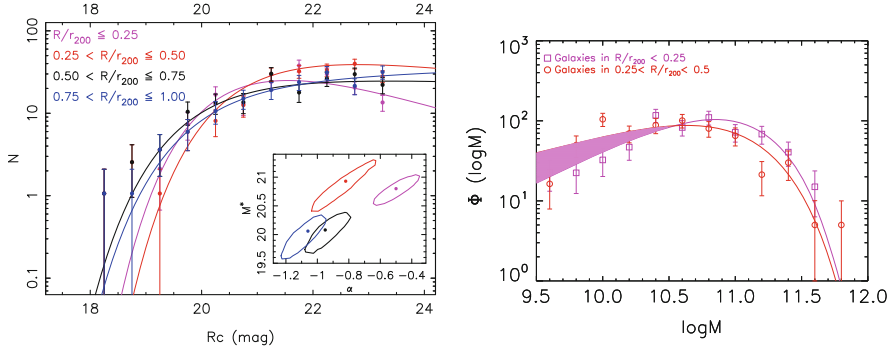 18 20 22 24
100
10
1
0.1
N
R/r200 ≦ 0.25
0.25 < R/r200 ≦ 0.50
0.50 < R/r200 ≦ 0.75
0.75 < R/r200 ≦ 1.00
M*
21
20.5
20
19.5
−1.2 −1 −0.8 −0.6 −0.4
α
18 20 22 24
Rc (mag)
10³
10²
10¹
10⁰
Φ (logM)
Galaxies in R/r200 < 0.25
Galaxies in 0.25< R/r200< 0.5
9.5 10.0 10.5 11.0 11.5 12.0
logM